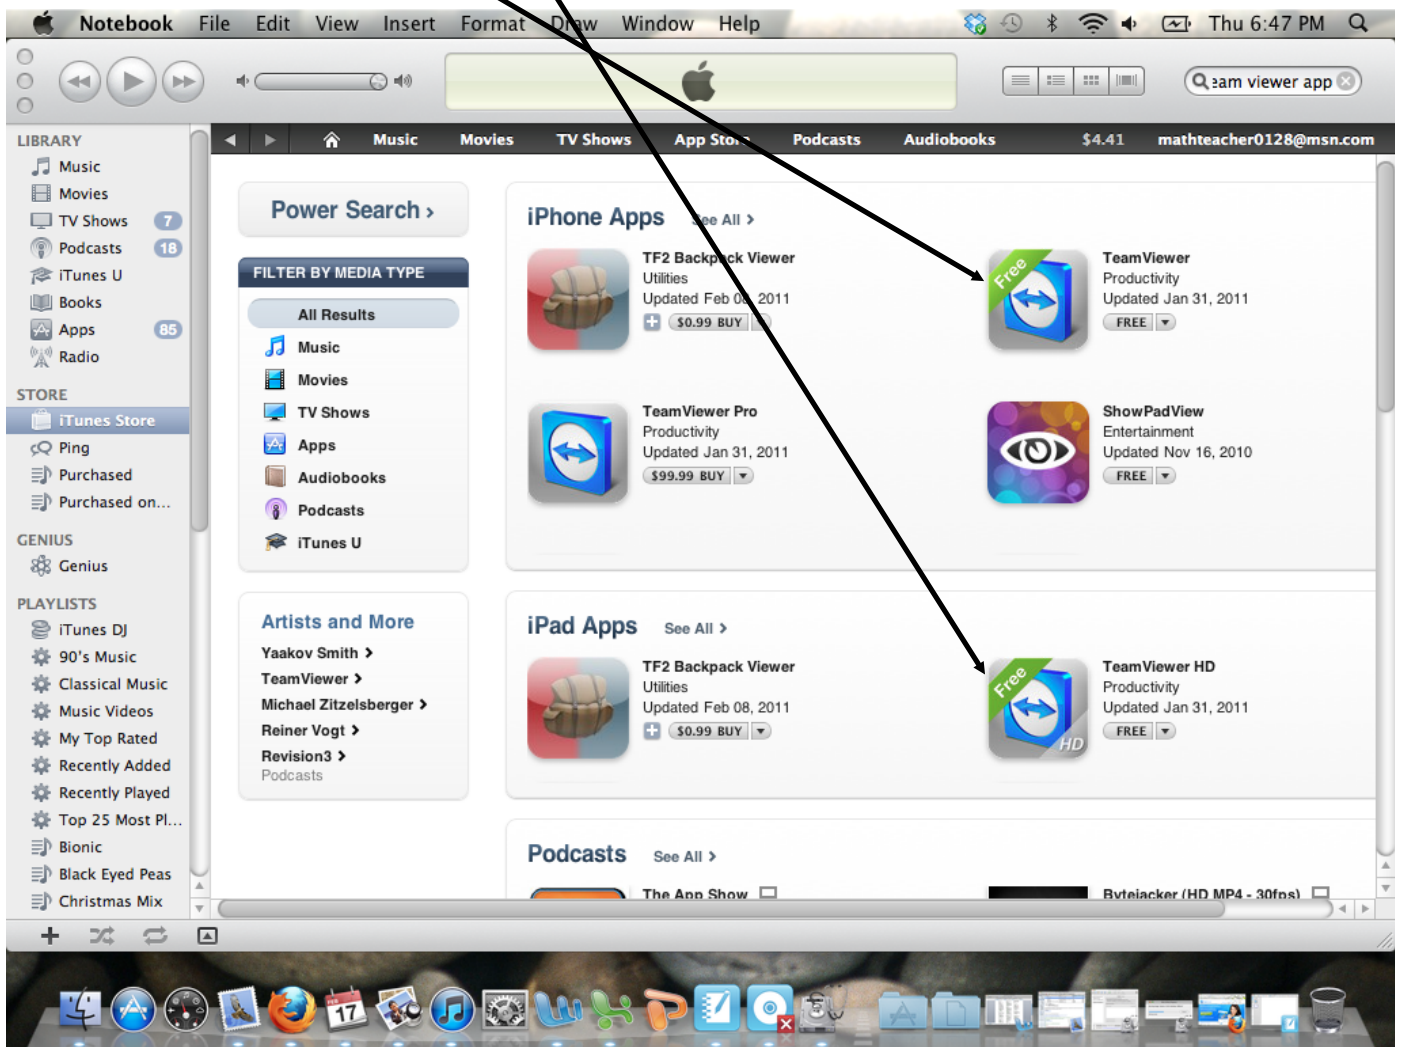 Notebook File Edit View Insert Format Draw Window Help Thu 6:47 PM
eam viewer app
LIBRARY
Music
Movies
TV Shows 7
Podcasts 18
iTunes U
Books
Apps 85
Radio
STORE
iTunes Store
Ping
Purchased
Purchased on...
GENIUS
Genius
PLAYLISTS
iTunes DJ
90's Music
Classical Music
Music Videos
My Top Rated
Recently Added
Recently Played
Top 25 Most Pl...
Bionic
Black Eyed Peas
Christmas Mix
Music Movies TV Shows App Store Podcasts Audiobooks $4.41 mathteacher0128@msn.com
Power Search ›
FILTER BY MEDIA TYPE
All Results
Music
Movies
TV Shows
Apps
Audiobooks
Podcasts
iTunes U
Artists and More
Yaakov Smith
TeamViewer
Michael Zitzelsberger
Reiner Vogt
Revision3
Podcasts
iPhone Apps See All
TF2 Backpack Viewer
Utilities
Updated Feb 08, 2011
$0.99 BUY
Free
TeamViewer
Productivity
Updated Jan 31, 2011
FREE
TeamViewer Pro
Productivity
Updated Jan 31, 2011
$99.99 BUY
ShowPadView
Entertainment
Updated Nov 16, 2010
FREE
iPad Apps See All
TF2 Backpack Viewer
Utilities
Updated Feb 08, 2011
$0.99 BUY
Free
HD
TeamViewer HD
Productivity
Updated Jan 31, 2011
FREE
Podcasts See All
The App Show
Bytejacker (HD MP4 - 30fps)
FEB
17